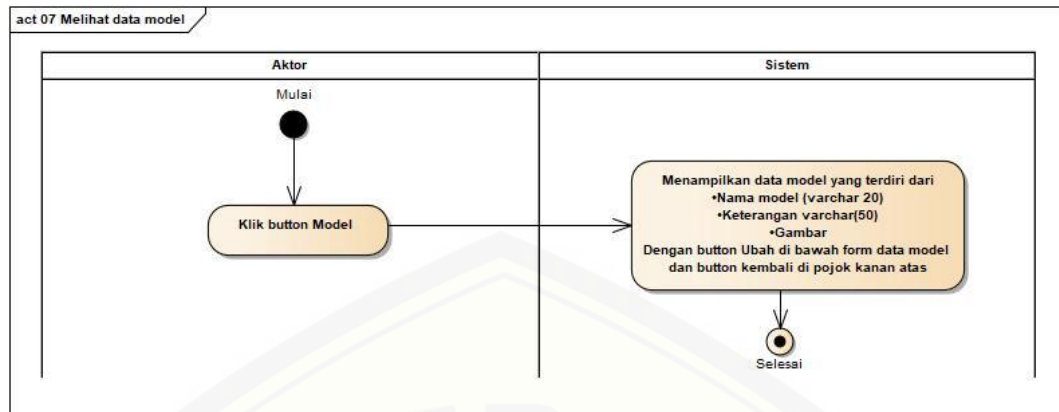 act 07 Melihat data model
Aktor
Sistem
Mulai
Klik button Model
Menampilkan data model yang terdiri dari
•Nama model (varchar 20)
•Keterangan varchar(50)
•Gambar
Dengan button Ubah di bawah form data model
dan button kembali di pojok kanan atas
Selesai